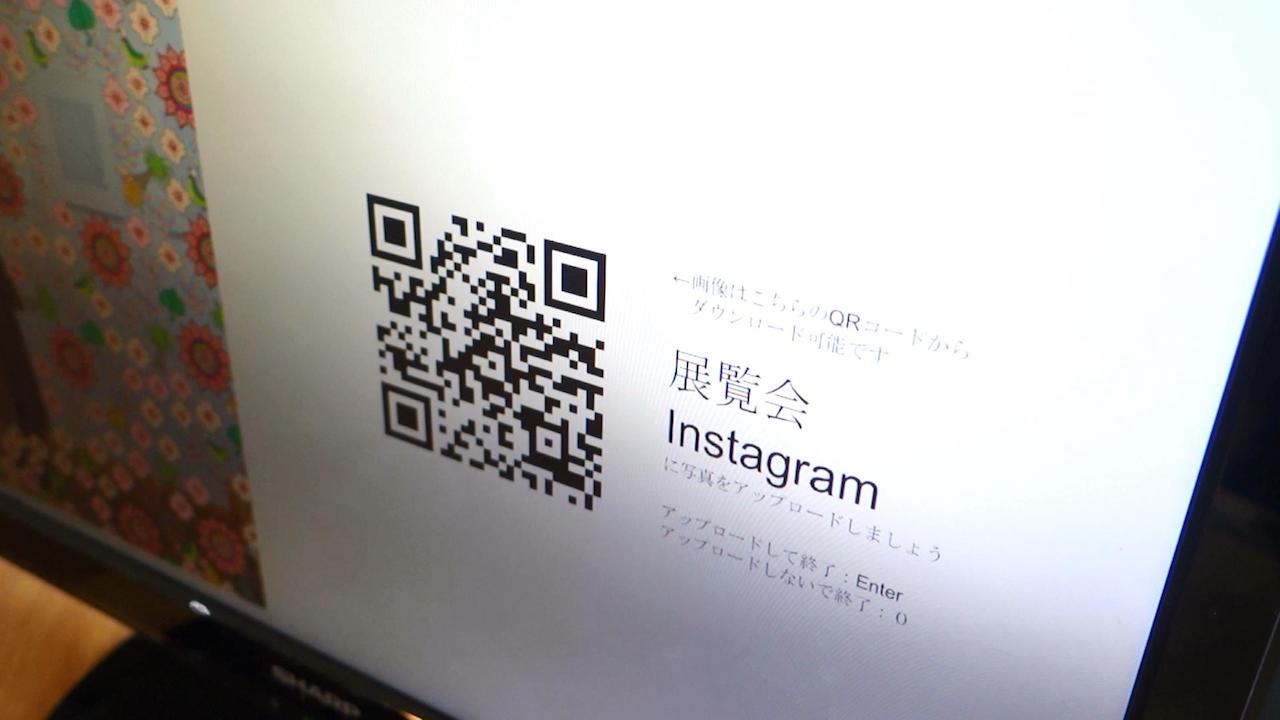 ←画像はこちらのQRコードから
ダウンロード可能です
展覧会
Instagram
に写真をアップロードしましょう
アップロードして終了：Enter
アップロードしないで終了：0
SHARP